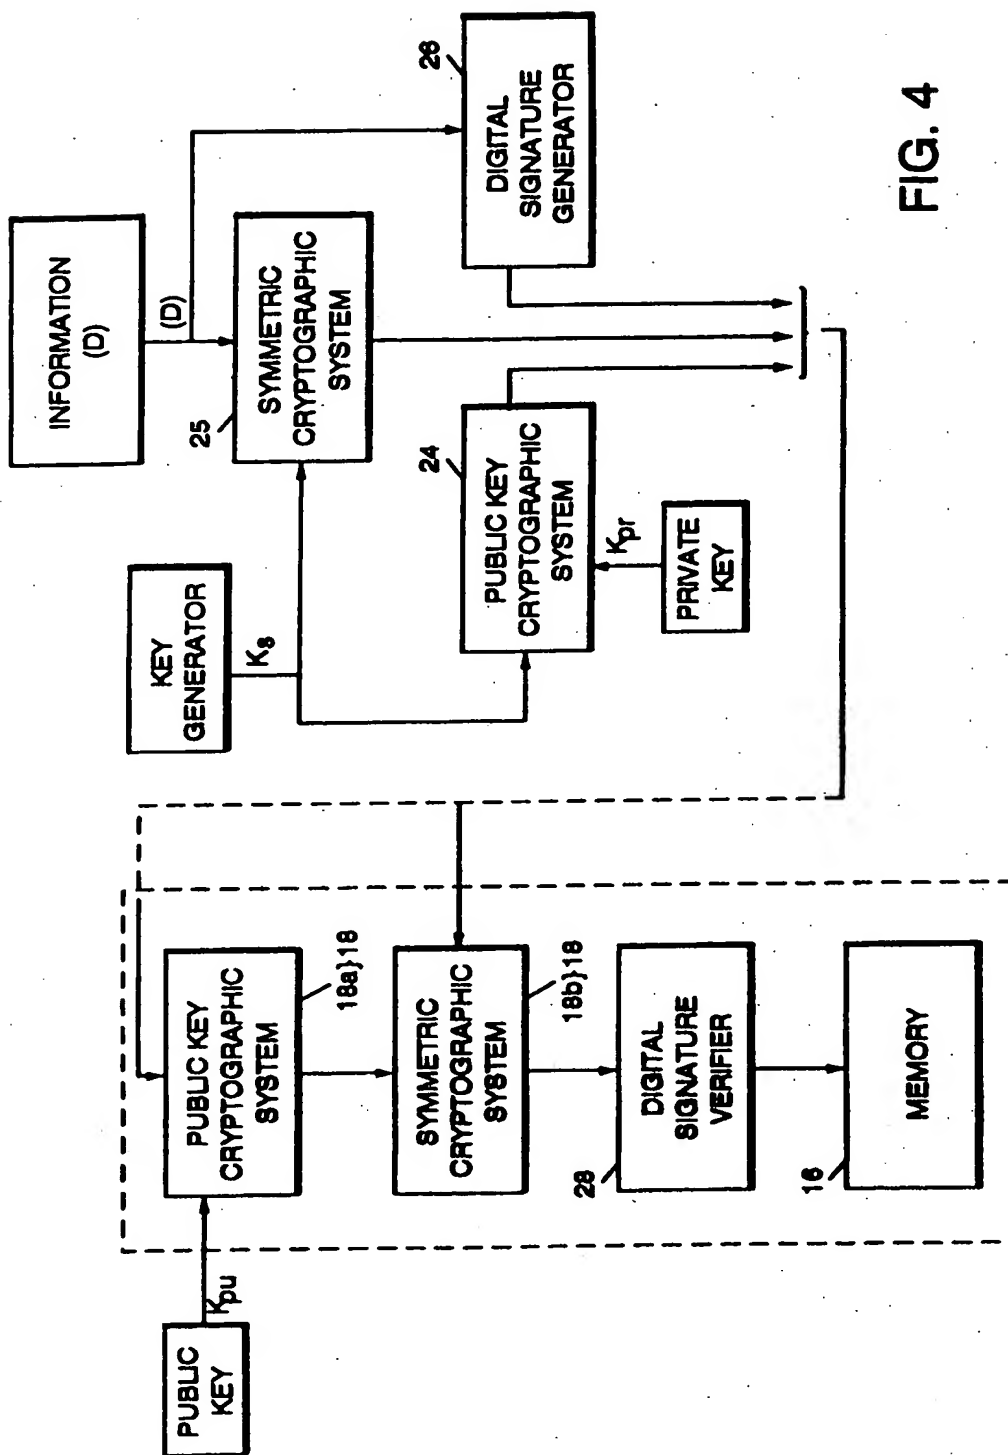 INFORMATION
(D)
(D)
KEY
GENERATOR
Ks
25
SYMMETRIC
CRYPTOGRAPHIC
SYSTEM
26
DIGITAL
SIGNATURE
GENERATOR
24
PUBLIC KEY
CRYPTOGRAPHIC
SYSTEM
Kpr
PRIVATE
KEY
PUBLIC
KEY
Kpu
PUBLIC KEY
CRYPTOGRAPHIC
SYSTEM
18a}18
SYMMETRIC
CRYPTOGRAPHIC
SYSTEM
18b}18
DIGITAL
SIGNATURE
VERIFIER
28
MEMORY
16
FIG. 4